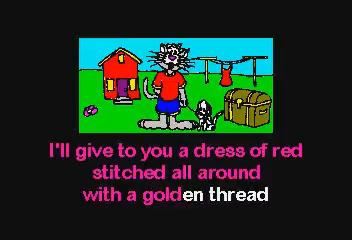 I'll give to you a dress of red
stitched all around
with a golden thread